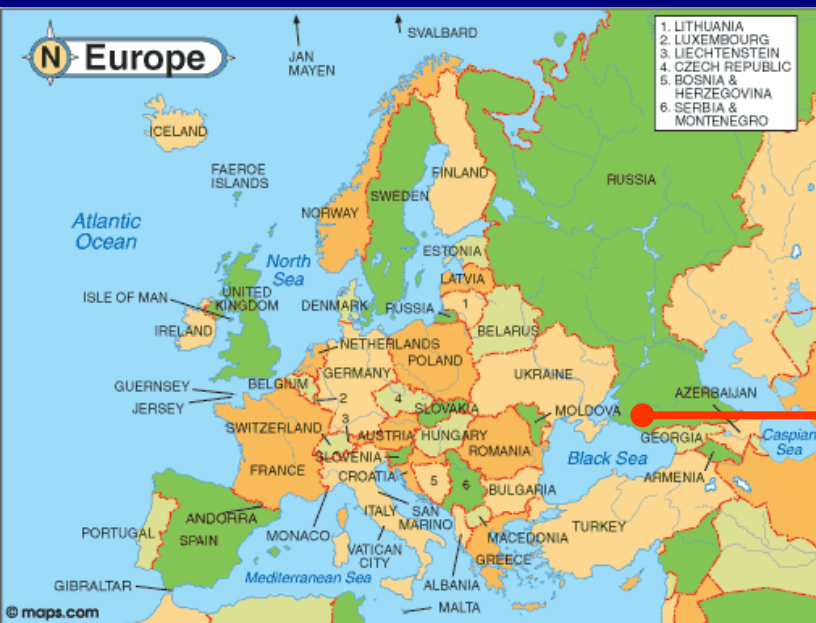 N Europe
JAN
MAYEN
SVALBARD
1. LITHUANIA
2. LUXEMBOURG
3. LIECHTENSTEIN
4. CZECH REPUBLIC
5. BOSNIA &
HERZEGOVINA
6. SERBIA &
MONTENEGRO
ICELAND
FAEROE
ISLANDS
Atlantic
Ocean
NORWAY
SWEDEN
FINLAND
RUSSIA
North
Sea
ESTONIA
LATVIA
1
ISLE OF MAN
UNITED
KINGDOM
IRELAND
DENMARK
RUSSIA
BELARUS
NETHERLANDS
POLAND
GERMANY
UKRAINE
GUERNSEY
JERSEY
BELGIUM
2
4
SLOVAKIA
MOLDOVA
AZERBAIJAN
3
SWITZERLAND
AUSTRIA
HUNGARY
ROMANIA
GEORGIA
Caspian
Sea
SLOVENIA
FRANCE
CROATIA
5
6
BULGARIA
Black Sea
ARMENIA
ANDORRA
PORTUGAL
SPAIN
MONACO
ITALY
SAN
MARINO
MACEDONIA
TURKEY
VATICAN
CITY
GREECE
GIBRALTAR
Mediterranean Sea
ALBANIA
MALTA
© maps.com